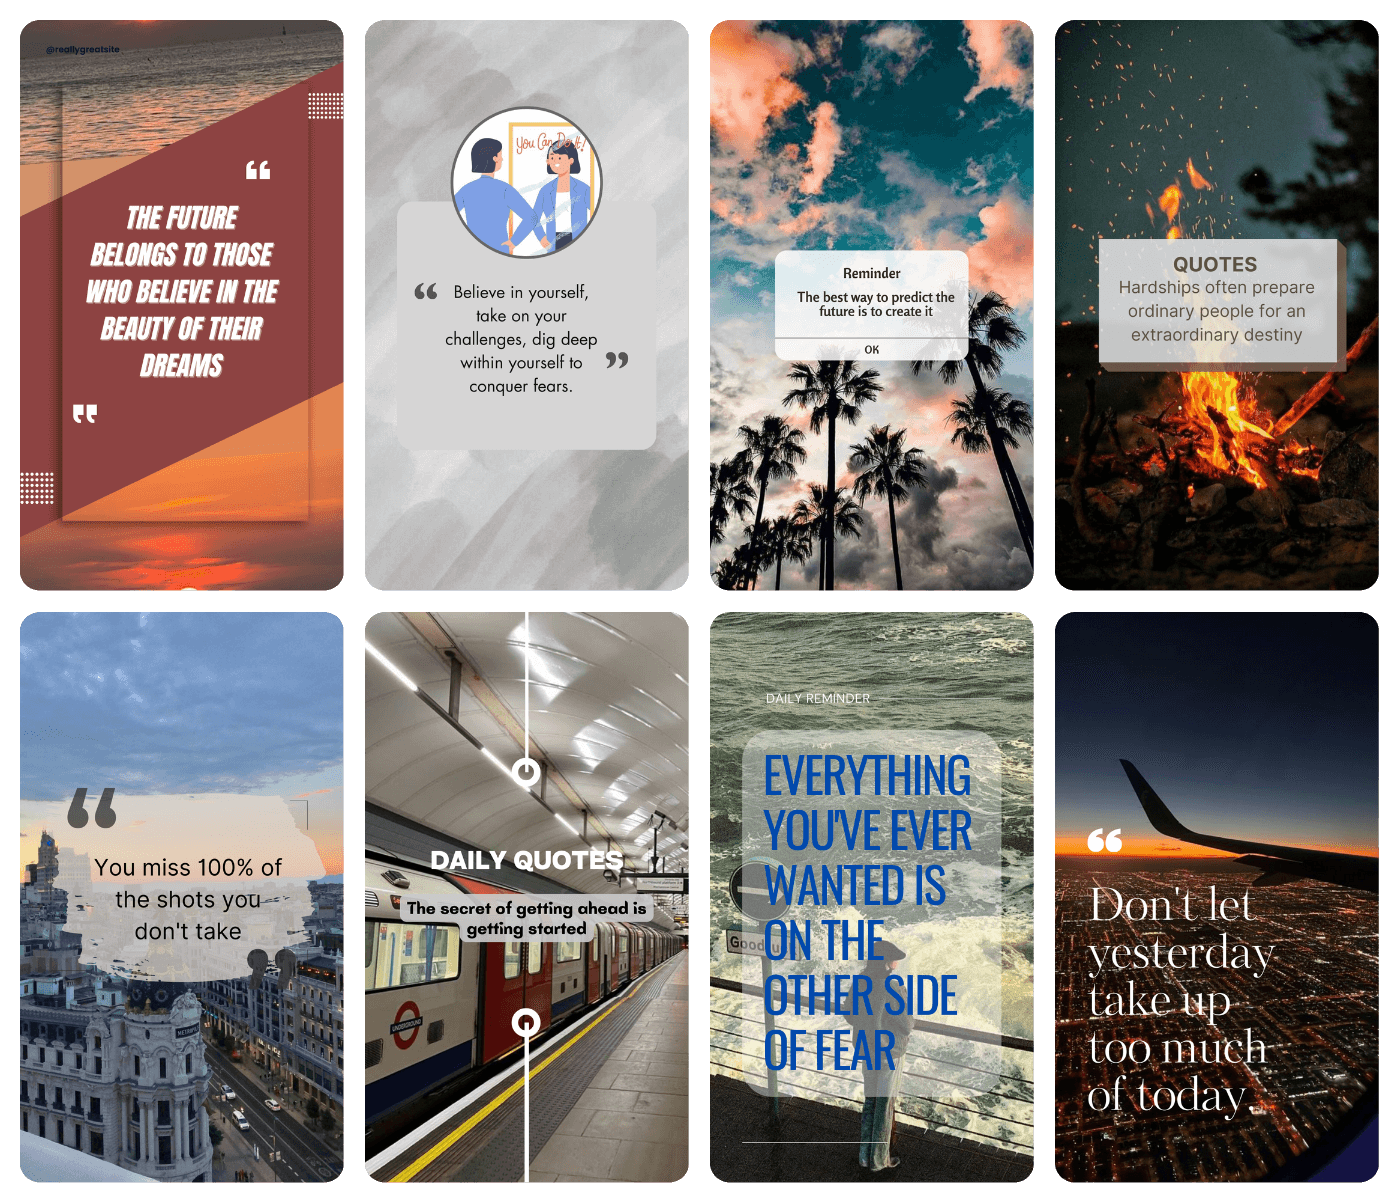 @reallygreatsite
“
THE FUTURE
BELONGS TO THOSE
WHO BELIEVE IN THE
BEAUTY OF THEIR
DREAMS
”
You Can Do It!
“ Believe in yourself,
take on your
challenges, dig deep
within yourself to ”
conquer fears.
Reminder
The best way to predict the
future is to create it
OK
QUOTES
Hardships often prepare
ordinary people for an
extraordinary destiny
“
You miss 100% of
the shots you
don't take
”
METROPOLIS
DAILY QUOTES
The secret of getting ahead is
getting started
UNDERGROUND
DAILY REMINDER
EVERYTHING
YOU'VE EVER
WANTED IS
ON THE
OTHER SIDE
OF FEAR
“
Don't let
yesterday
take up
too much
of today.